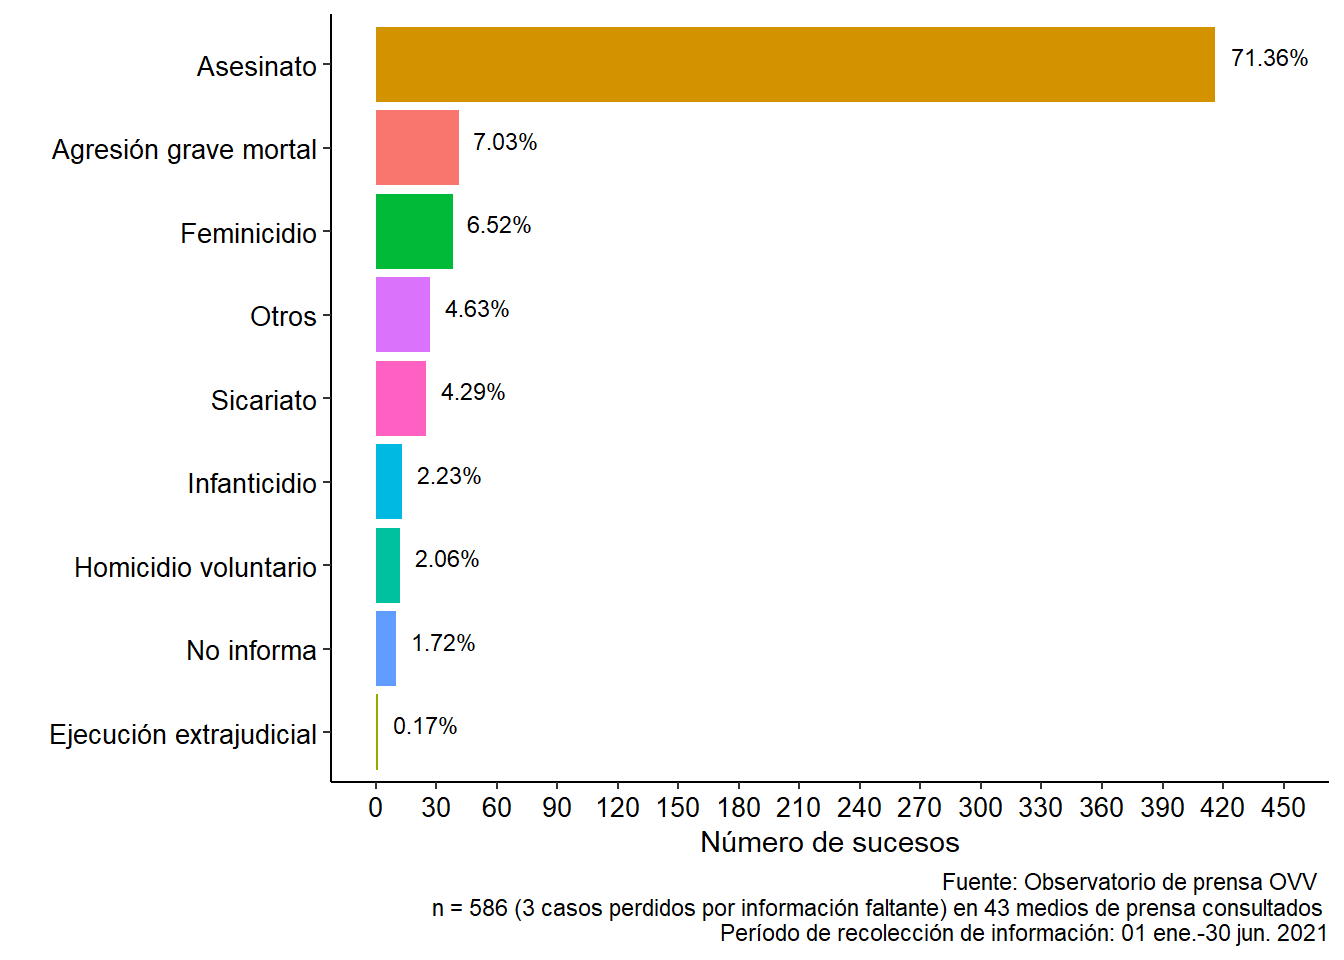 Asesinato 71.36%
Agresión grave mortal 7.03%
Feminicidio 6.52%
Otros 4.63%
Sicariato 4.29%
Infanticidio 2.23%
Homicidio voluntario 2.06%
No informa 1.72%
Ejecución extrajudicial 0.17%
0 30 60 90 120 150 180 210 240 270 300 330 360 390 420 450
Número de sucesos
Fuente: Observatorio de prensa OVV
n = 586 (3 casos perdidos por información faltante) en 43 medios de prensa consultados
Período de recolección de información: 01 ene.-30 jun. 2021